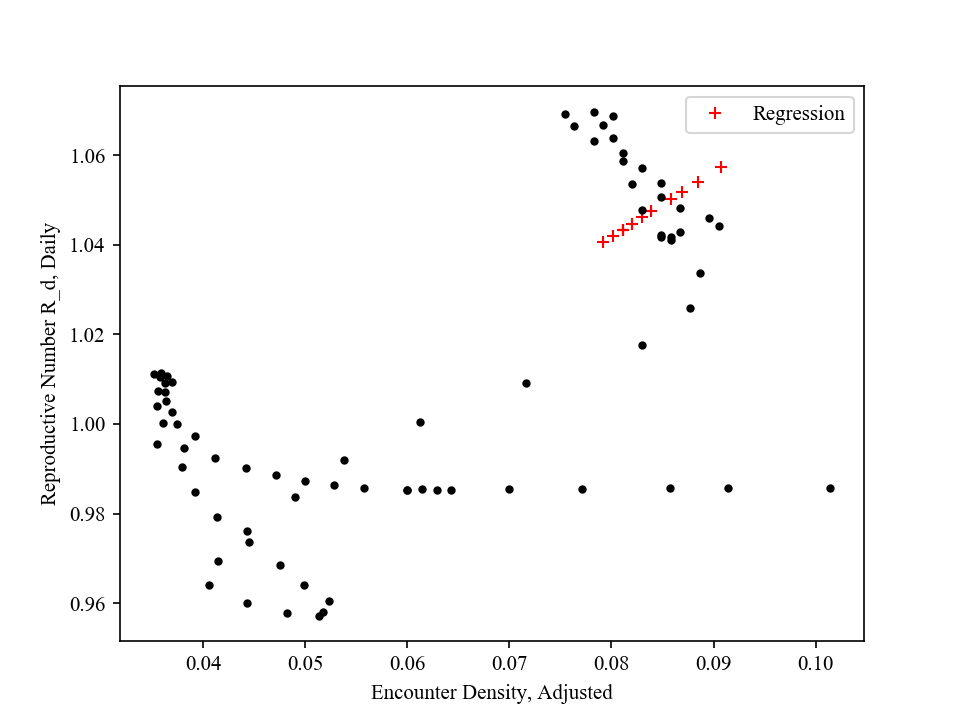 Regression
1.06
1.04
1.02
1.00
0.98
0.96
Reproductive Number R_d, Daily
0.04 0.05 0.06 0.07 0.08 0.09 0.10
Encounter Density, Adjusted